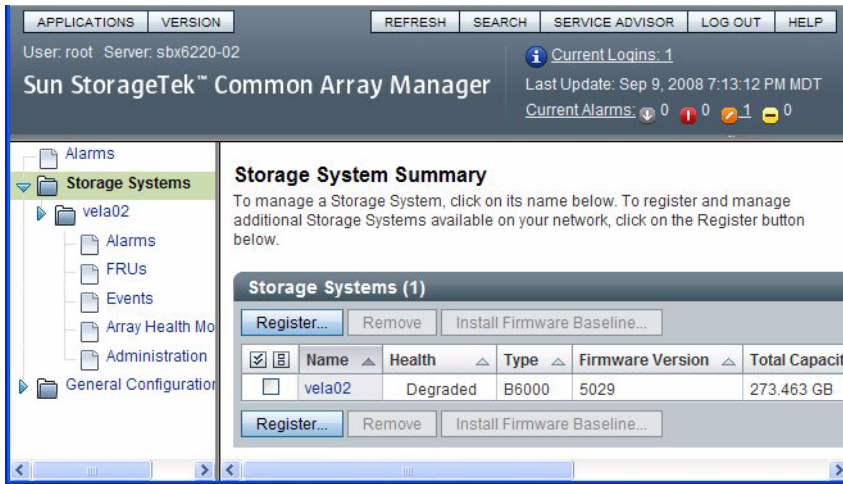 APPLICATIONS VERSION REFRESH SEARCH SERVICE ADVISOR LOG OUT HELP
User: root Server: sbx6220-02
Current Logins: 1
Sun StorageTek™ Common Array Manager
Last Update: Sep 9, 2008 7:13:12 PM MDT
Current Alarms: 0 0 1 0
Alarms
Storage Systems
vela02
Alarms
FRUs
Events
Array Health Mo
Administration
General Configuration
Storage System Summary
To manage a Storage System, click on its name below. To register and manage
additional Storage Systems available on your network, click on the Register button
below.
Storage Systems (1)
Register... Remove Install Firmware Baseline...
Name Health Type Firmware Version Total Capacit
vela02 Degraded B6000 5029 273.463 GB
Register... Remove Install Firmware Baseline...